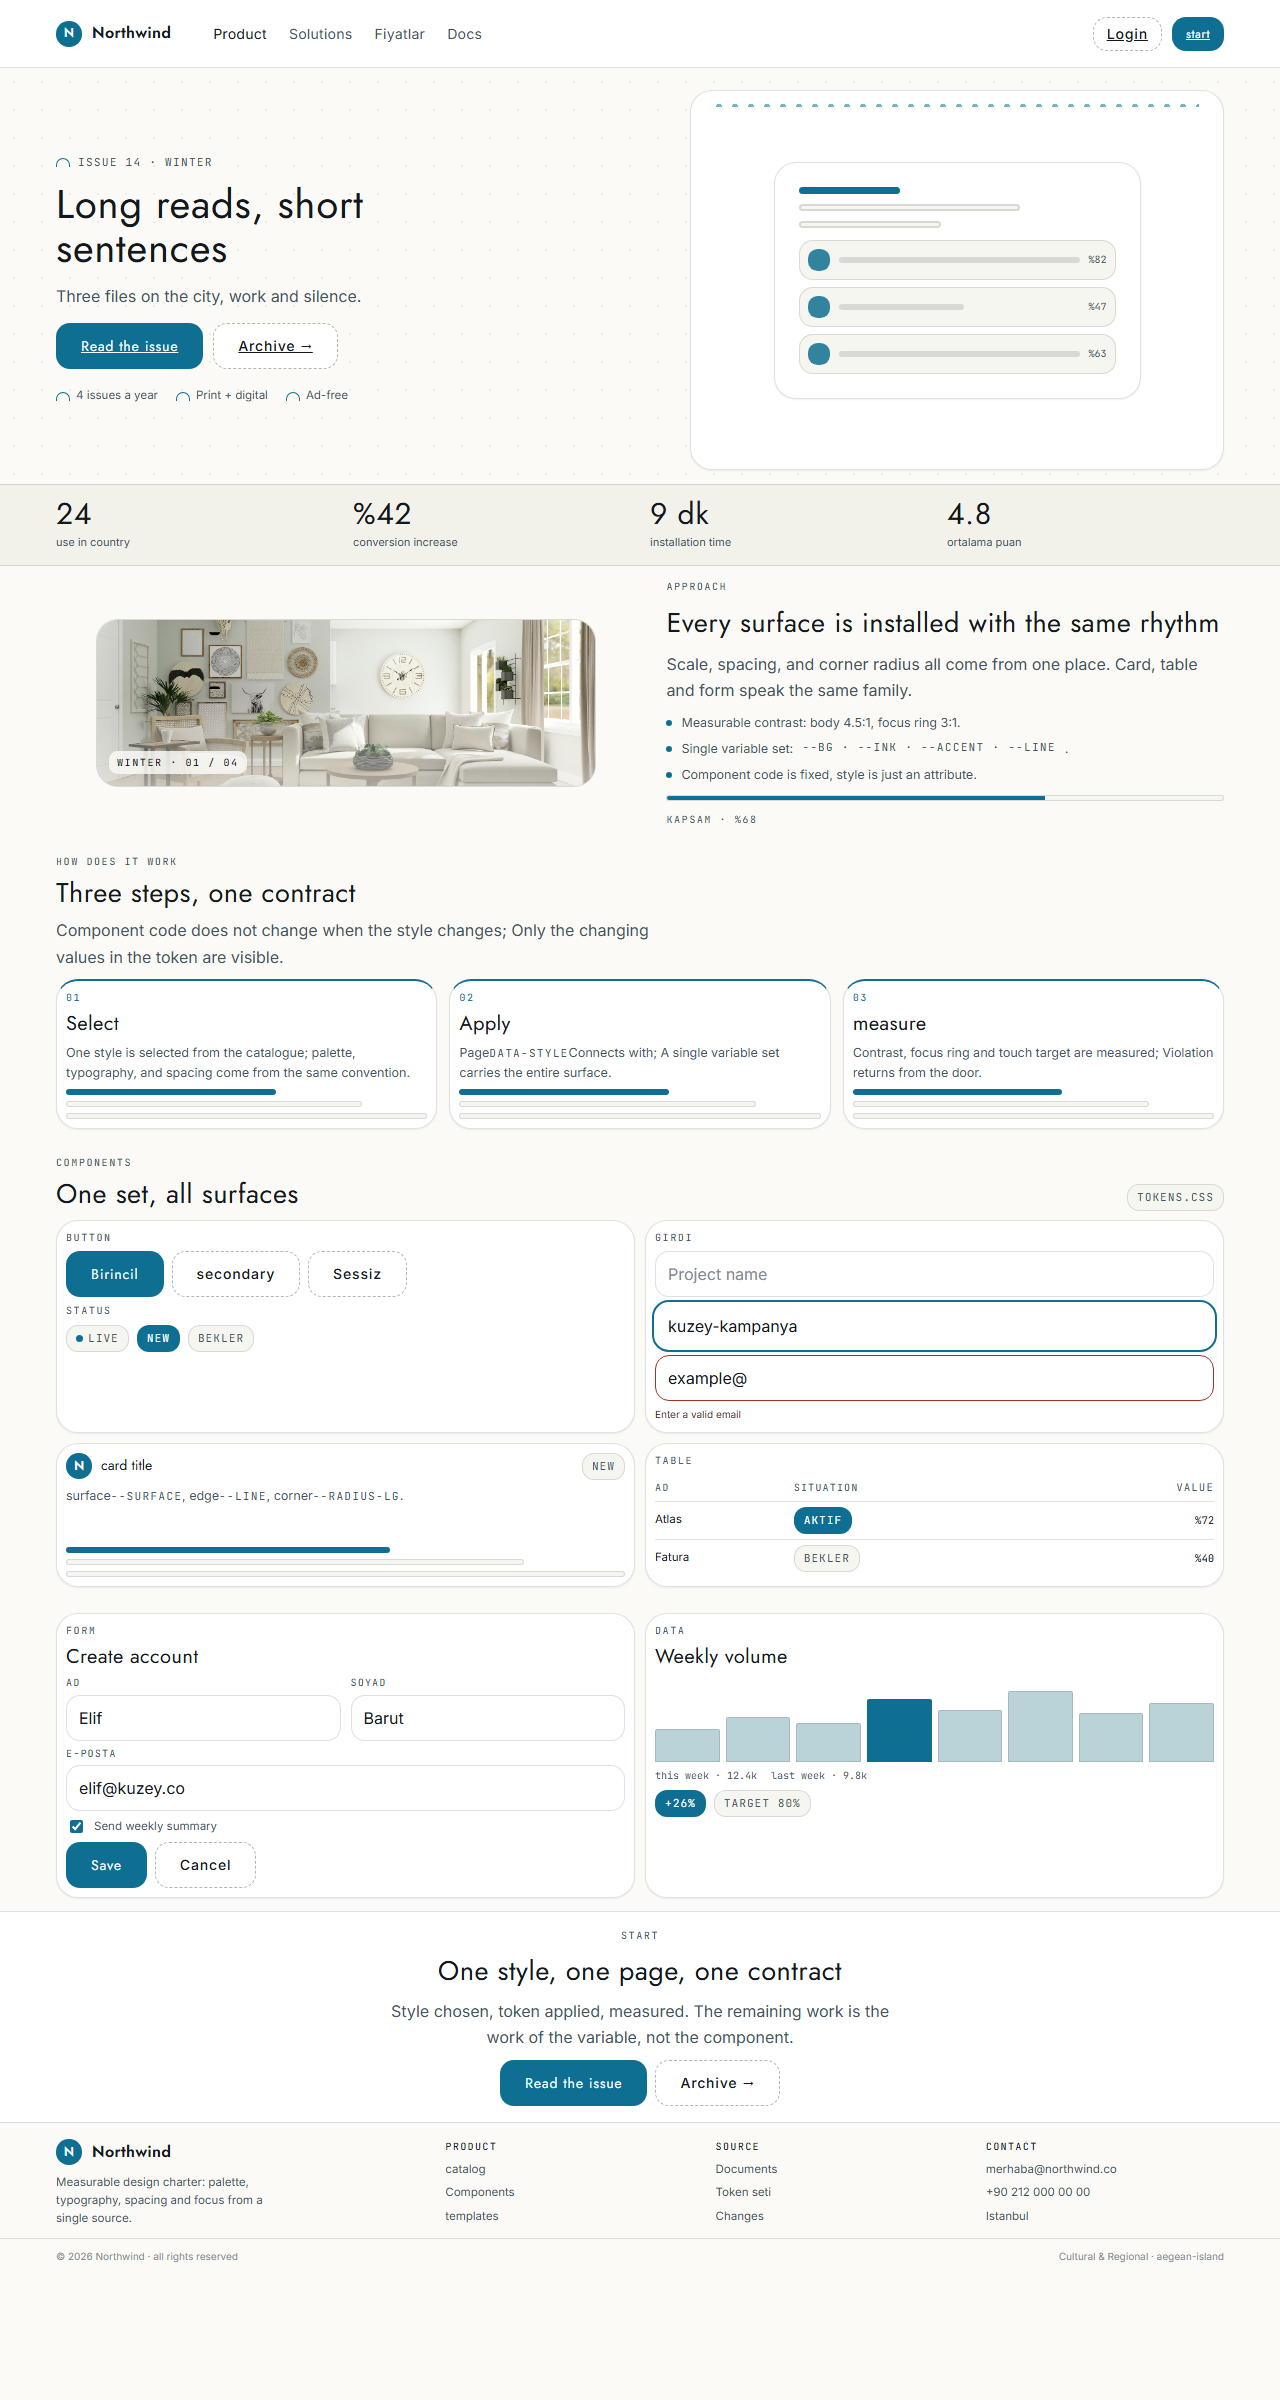 N Northwind Product Solutions Fiyatlar Docs Login start
ISSUE 14 · WINTER
Long reads, short
sentences
Three files on the city, work and silence.
Read the issue Archive →
4 issues a year Print + digital Ad-free
%82
%47
%63
24 %42 9 dk 4.8
use in country conversion increase installation time ortalama puan
WINTER · 01 / 04
APPROACH
Every surface is installed with the same rhythm
Scale, spacing, and corner radius all come from one place. Card, table
and form speak the same family.
Measurable contrast: body 4.5:1, focus ring 3:1.
Single variable set: --BG · --INK · --ACCENT · --LINE .
Component code is fixed, style is just an attribute.
KAPSAM · %68
HOW DOES IT WORK
Three steps, one contract
Component code does not change when the style changes; Only the changing
values in the token are visible.
01
Select
One style is selected from the catalogue; palette,
typography, and spacing come from the same convention.
02
Apply
PageDATA-STYLEConnects with; A single variable set
carries the entire surface.
03
measure
Contrast, focus ring and touch target are measured; Violation
returns from the door.
COMPONENTS
One set, all surfaces
TOKENS.CSS
BUTTON
Birincil secondary Sessiz
STATUS
LIVE NEW BEKLER
GIRDI
Project name
kuzey-kampanya
example@
Enter a valid email
N card title NEW
surface--SURFACE, edge--LINE, corner--RADIUS-LG.
TABLE
AD SITUATION VALUE
Atlas AKTIF %72
Fatura BEKLER %40
FORM
Create account
AD SOYAD
Elif Barut
E-POSTA
elif@kuzey.co
Send weekly summary
Save Cancel
DATA
Weekly volume
this week · 12.4k last week · 9.8k
+26% TARGET 80%
START
One style, one page, one contract
Style chosen, token applied, measured. The remaining work is the
work of the variable, not the component.
Read the issue Archive →
N Northwind
Measurable design charter: palette,
typography, spacing and focus from a
single source.
PRODUCT
catalog
Components
templates
SOURCE
Documents
Token seti
Changes
CONTACT
merhaba@northwind.co
+90 212 000 00 00
Istanbul
© 2026 Northwind · all rights reserved Cultural & Regional · aegean-island